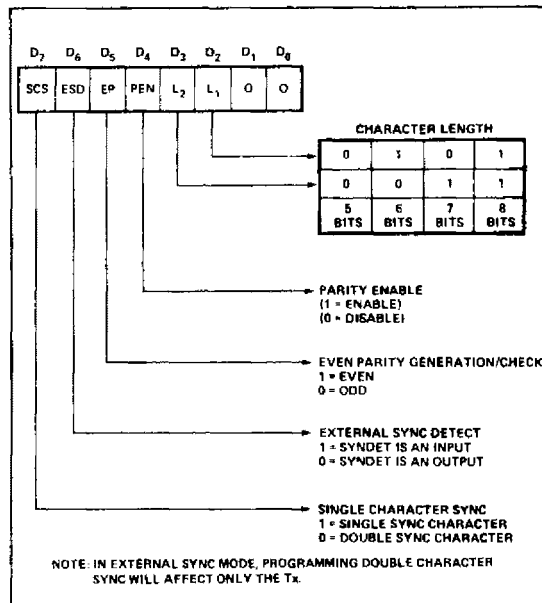 D7 D6 D5 D4 D3 D2 D1 D0
SCS ESD EP PEN L2 L1 0 0
CHARACTER LENGTH
0 1 0 1
0 0 1 1
5 BITS 6 BITS 7 BITS 8 BITS
PARITY ENABLE
(1 = ENABLE)
(0 = DISABLE)
EVEN PARITY GENERATION/CHECK
1 = EVEN
0 = ODD
EXTERNAL SYNC DETECT
1 = SYNDET IS AN INPUT
0 = SYNDET IS AN OUTPUT
SINGLE CHARACTER SYNC
1 = SINGLE SYNC CHARACTER
0 = DOUBLE SYNC CHARACTER
NOTE: IN EXTERNAL SYNC MODE, PROGRAMMING DOUBLE CHARACTER
SYNC WILL AFFECT ONLY THE Tx.